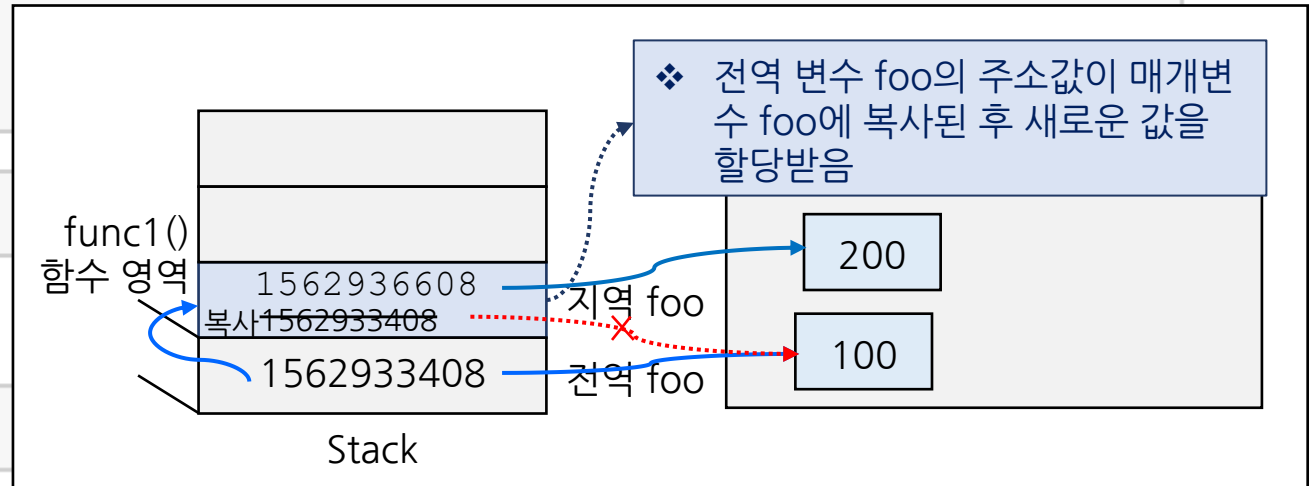 ❖ 전역 변수 foo의 주소값이 매개변
수 foo에 복사된 후 새로운 값을
할당받음
func1()
함수 영역
1562936608
복사1562933408
지역 foo
200
1562933408
전역 foo
100
Stack